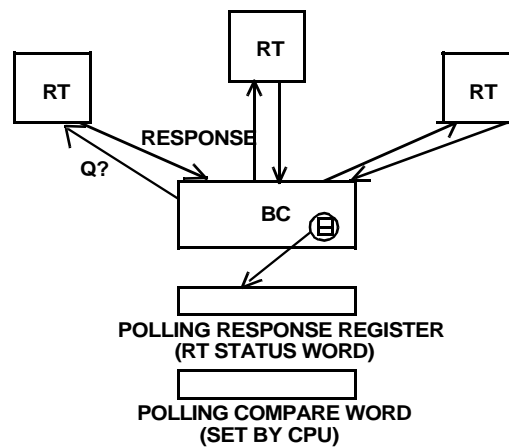 RT
RT
RT
RESPONSE
Q?
BC
POLLING RESPONSE REGISTER
(RT STATUS WORD)
POLLING COMPARE WORD
(SET BY CPU)